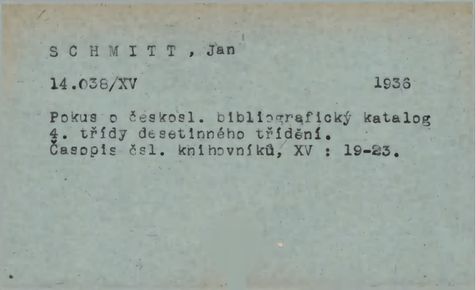 S C H M I T T , Jan
14.038/XV 1936
Pokus o českosl. bibliografický katalog
4. třídy desetinného třídění.
Časopis čsl. knihovníků, XV : 19-23.